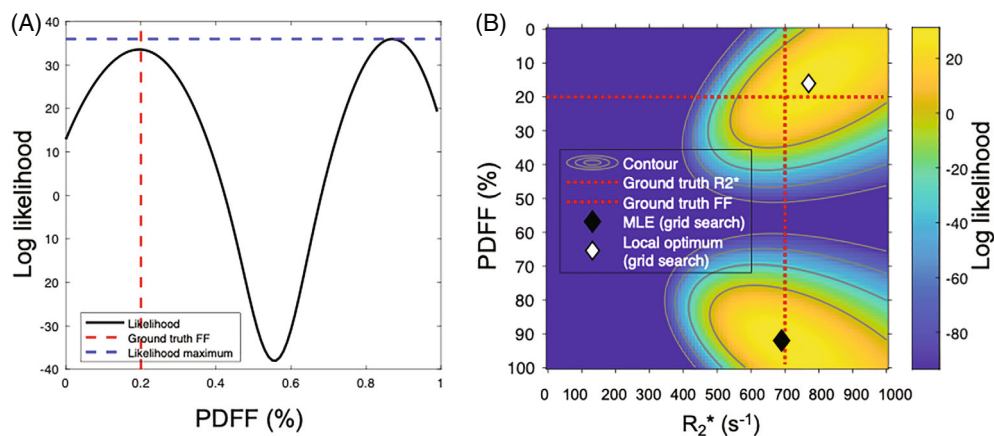 (A)
40
30
20
10
0
10
20
30
-40
Log likelihood
Likelihood
Ground truth FF
Likelihood maximum
0 0.2 0.4 0.6 0.8 1
PDFF (%)
(B)
0
10
20
30
40
50
60
70
80
90
100
PDFF (%)
Contour
Ground truth R2*
Ground truth FF
MLE (grid search)
Local optimum
(grid search)
0 100 200 300 400 500 600 700 800 900 1000
R₂* (s⁻¹)
20
0
-20
-40
-60
-80
Log likelihood